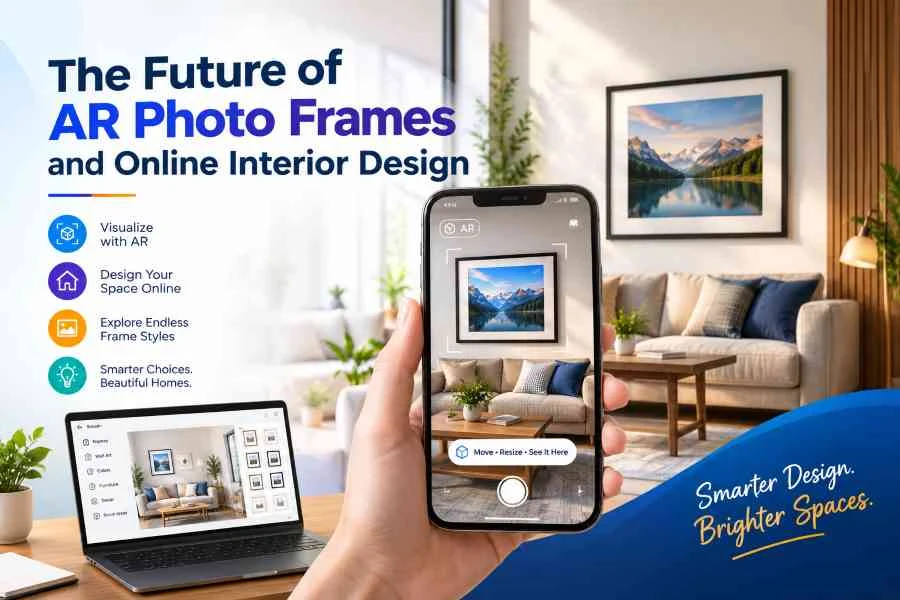 The Future of
AR Photo Frames
and Online Interior Design
Visualize
with AR
Design Your
Space Online
Explore Endless
Frame Styles
Smarter Choices.
Beautiful Homes.
AR
Move • Resize • See It Here
Wall Art
Furniture
Smarter Design.
Brighter Spaces.